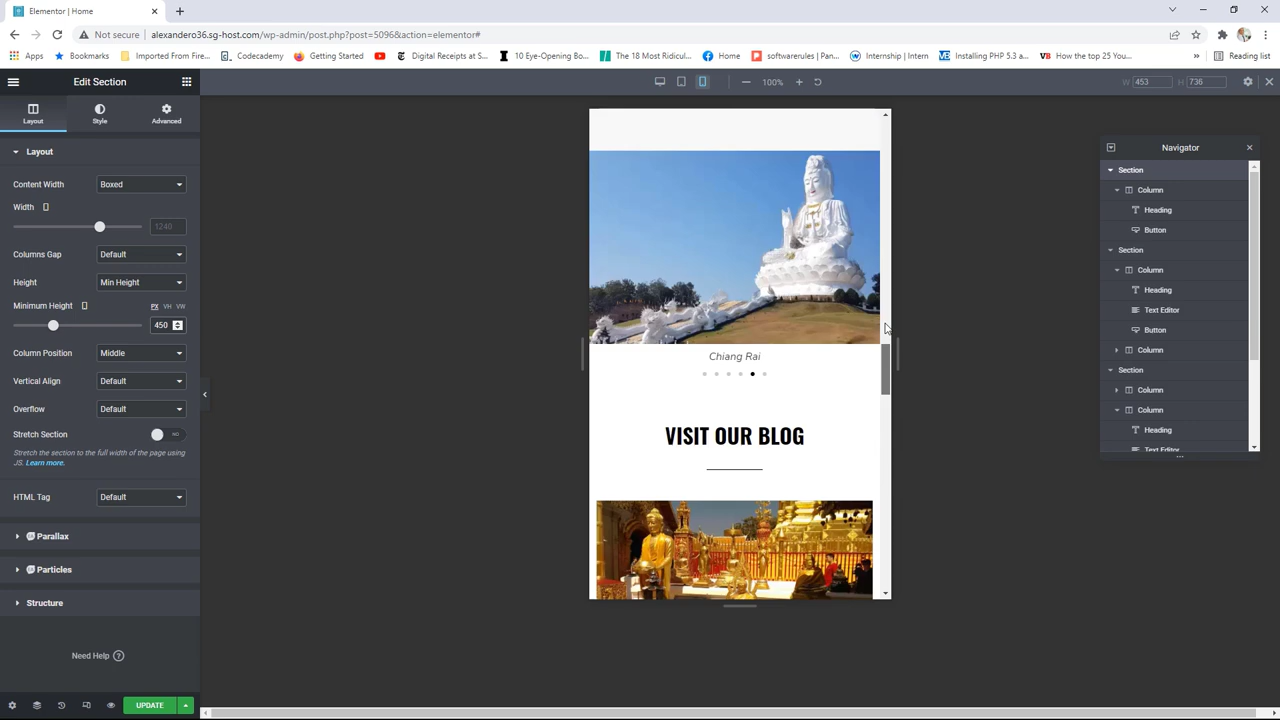 Elementor | Home
Not secure | alexandero36.sg-host.com/wp-admin/post.php?post=5096&action=elementor#
Apps Bookmarks Imported From Fire... Codecademy Getting Started Digital Receipts at S... 10 Eye-Opening Bo... The 18 Most Ridicul... Home softwarerules | Pan... Internship | Intern Installing PHP 5.3 a... How the top 25 You... » Reading list
Edit Section
100%
W 453 H 736
Layout Style Advanced
Layout
Content Width Boxed
Width
1240
Columns Gap Default
Height Min Height
Minimum Height PX VH VW
450
Column Position Middle
Vertical Align Default
Overflow Default
Stretch Section NO
Stretch the section to the full width of the page using JS. Learn more.
HTML Tag Default
Parallax
Particles
Structure
Need Help ?
UPDATE
Chiang Rai
VISIT OUR BLOG
Navigator
Section
Column
Heading
Button
Section
Column
Heading
Text Editor
Button
Column
Section
Column
Column
Heading
Text Editor